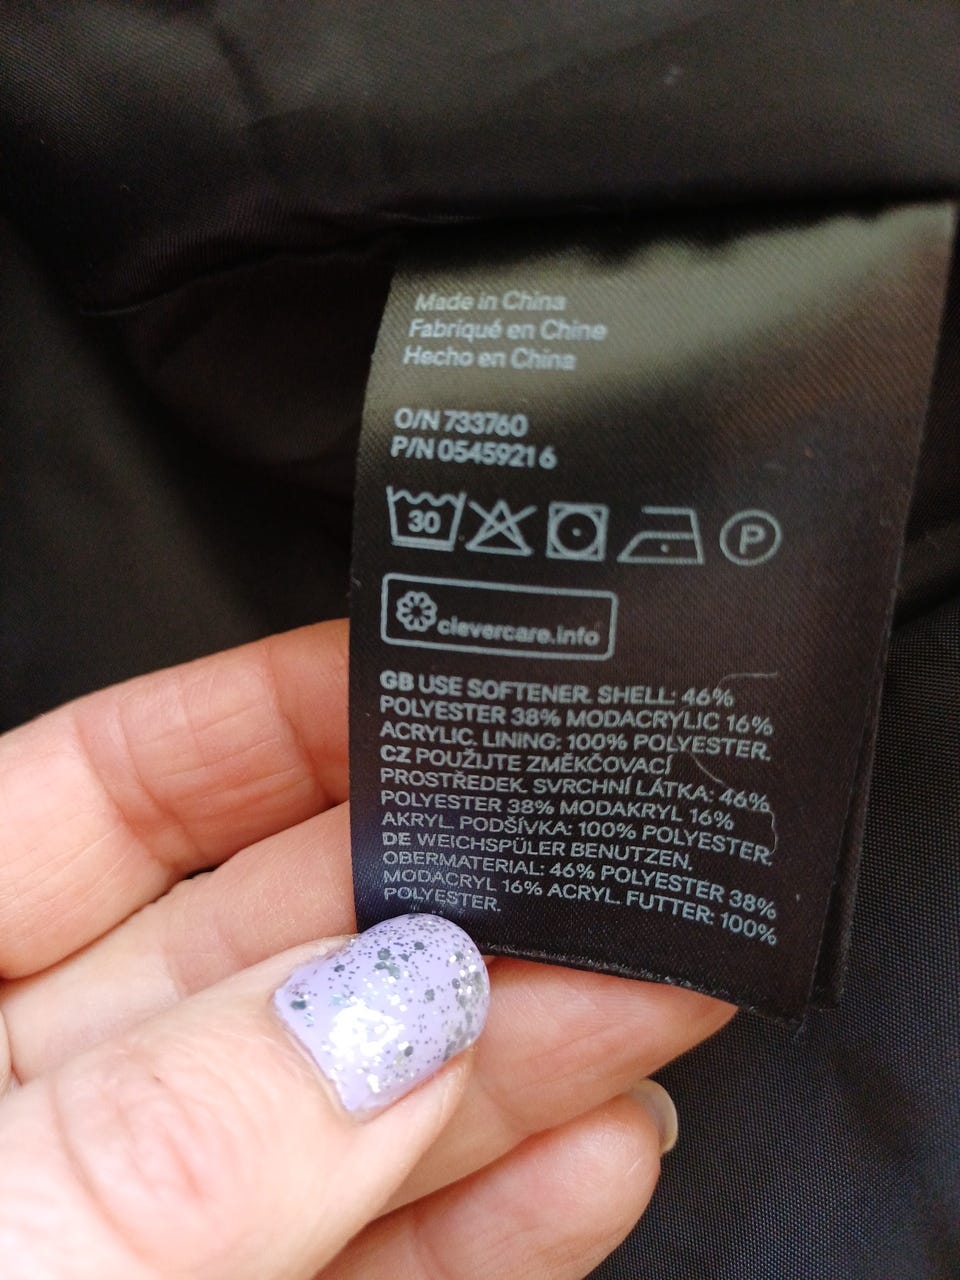 Made in China
Fabriqué en Chine
Hecho en China
O/N 733760
P/N 05459216
30
P
clevercare.info
GB USE SOFTENER. SHELL: 46%
POLYESTER 38% MODACRYLIC 16%
ACRYLIC. LINING: 100% POLYESTER.
CZ POUŽIJTE ZMĚKČOVACÍ
PROSTŘEDEK. SVRCHNÍ LÁTKA: 46%
POLYESTER 38% MODAKRYL 16%
AKRYL. PODŠÍVKA: 100% POLYESTER.
DE WEICHSPÜLER BENUTZEN.
OBERMATERIAL: 46% POLYESTER 38%
MODACRYL 16% ACRYL. FUTTER: 100%
POLYESTER.